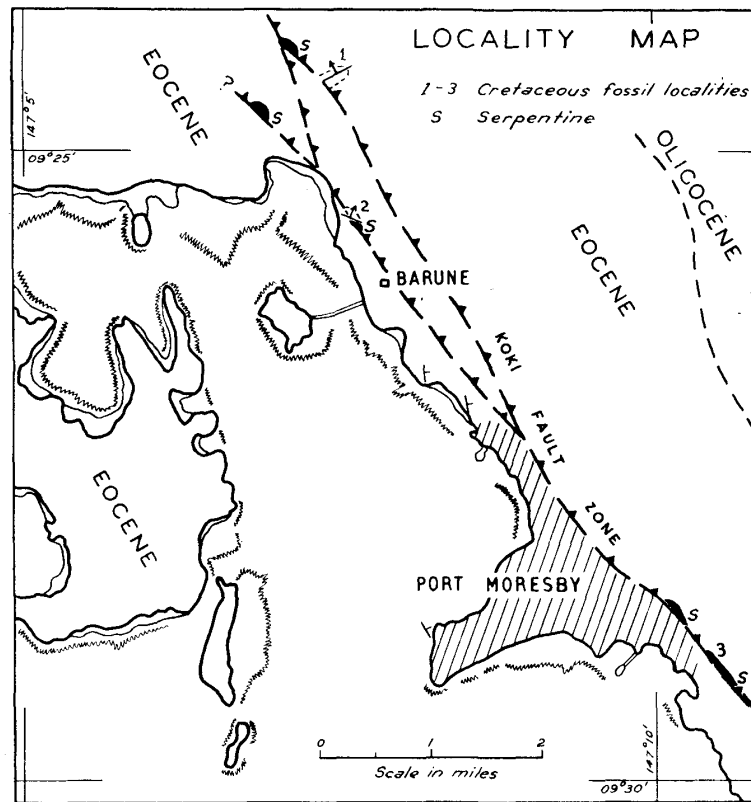 LOCALITY MAP
1-3 Cretaceous fossil localities
S Serpentine
EOCENE
147° 5'
09° 25'
?
S
S
1
OLIGOCENE
EOCENE
2
S
BARUNE
KOKI
FAULT
ZONE
EOCENE
PORT MORESBY
S
3
S
0 1 2
Scale in miles
147° 10'
09° 30'